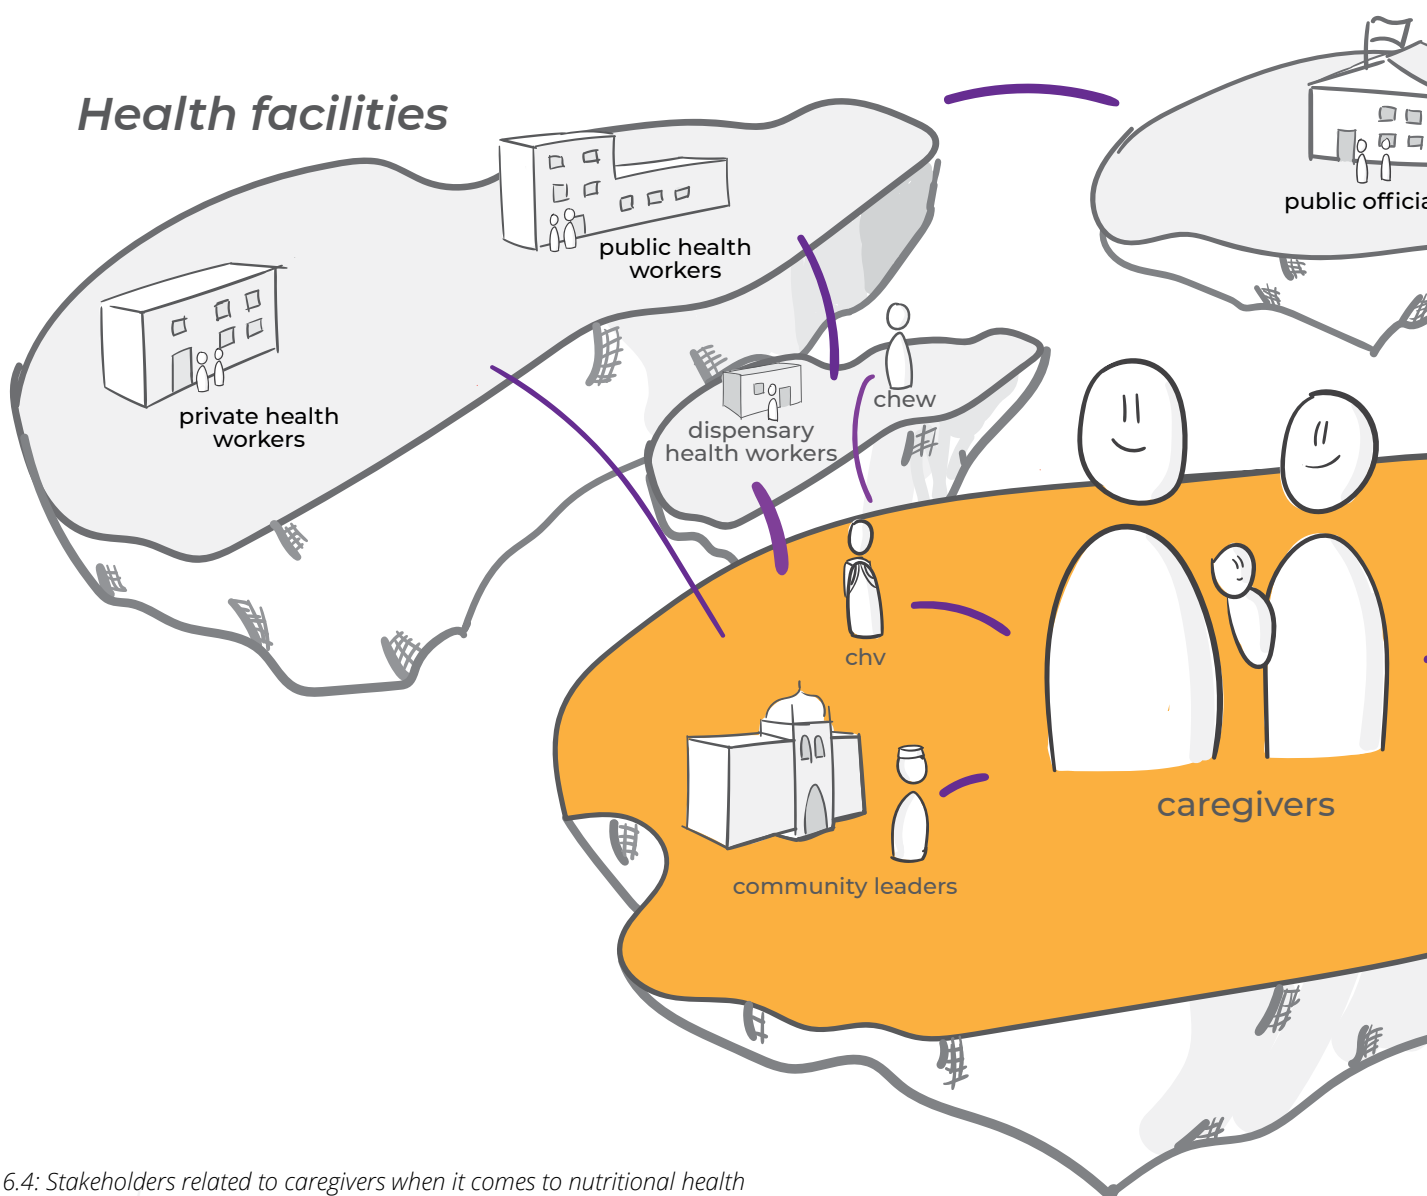 Health facilities
public health
workers
private health
workers
public officia
chew
dispensary
health workers
chv
caregivers
community leaders
6.4: Stakeholders related to caregivers when it comes to nutritional health